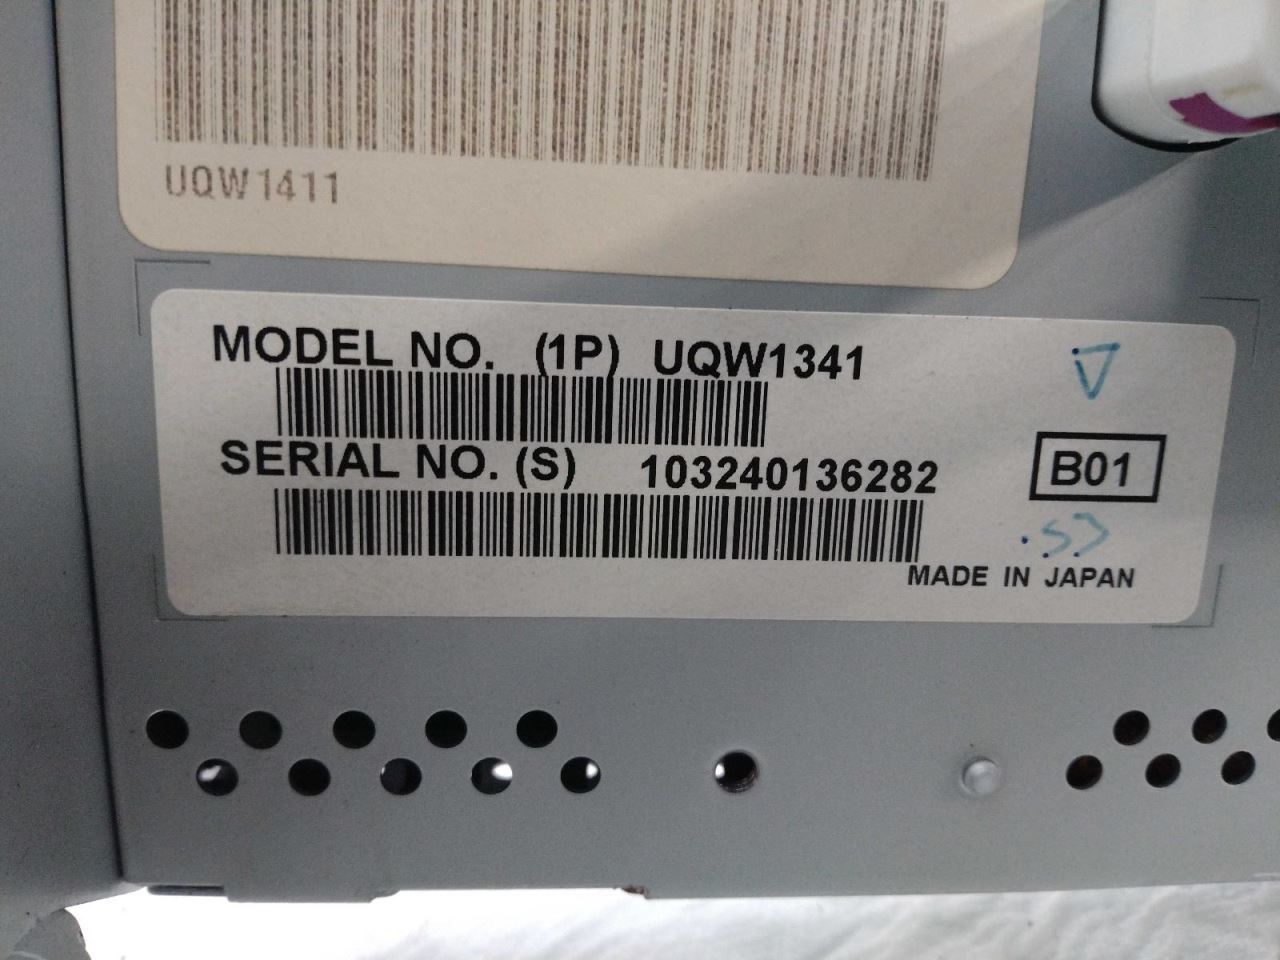 UQW1411
MODEL NO. (1P) UQW1341
SERIAL NO. (S) 103240136282
B01
MADE IN JAPAN